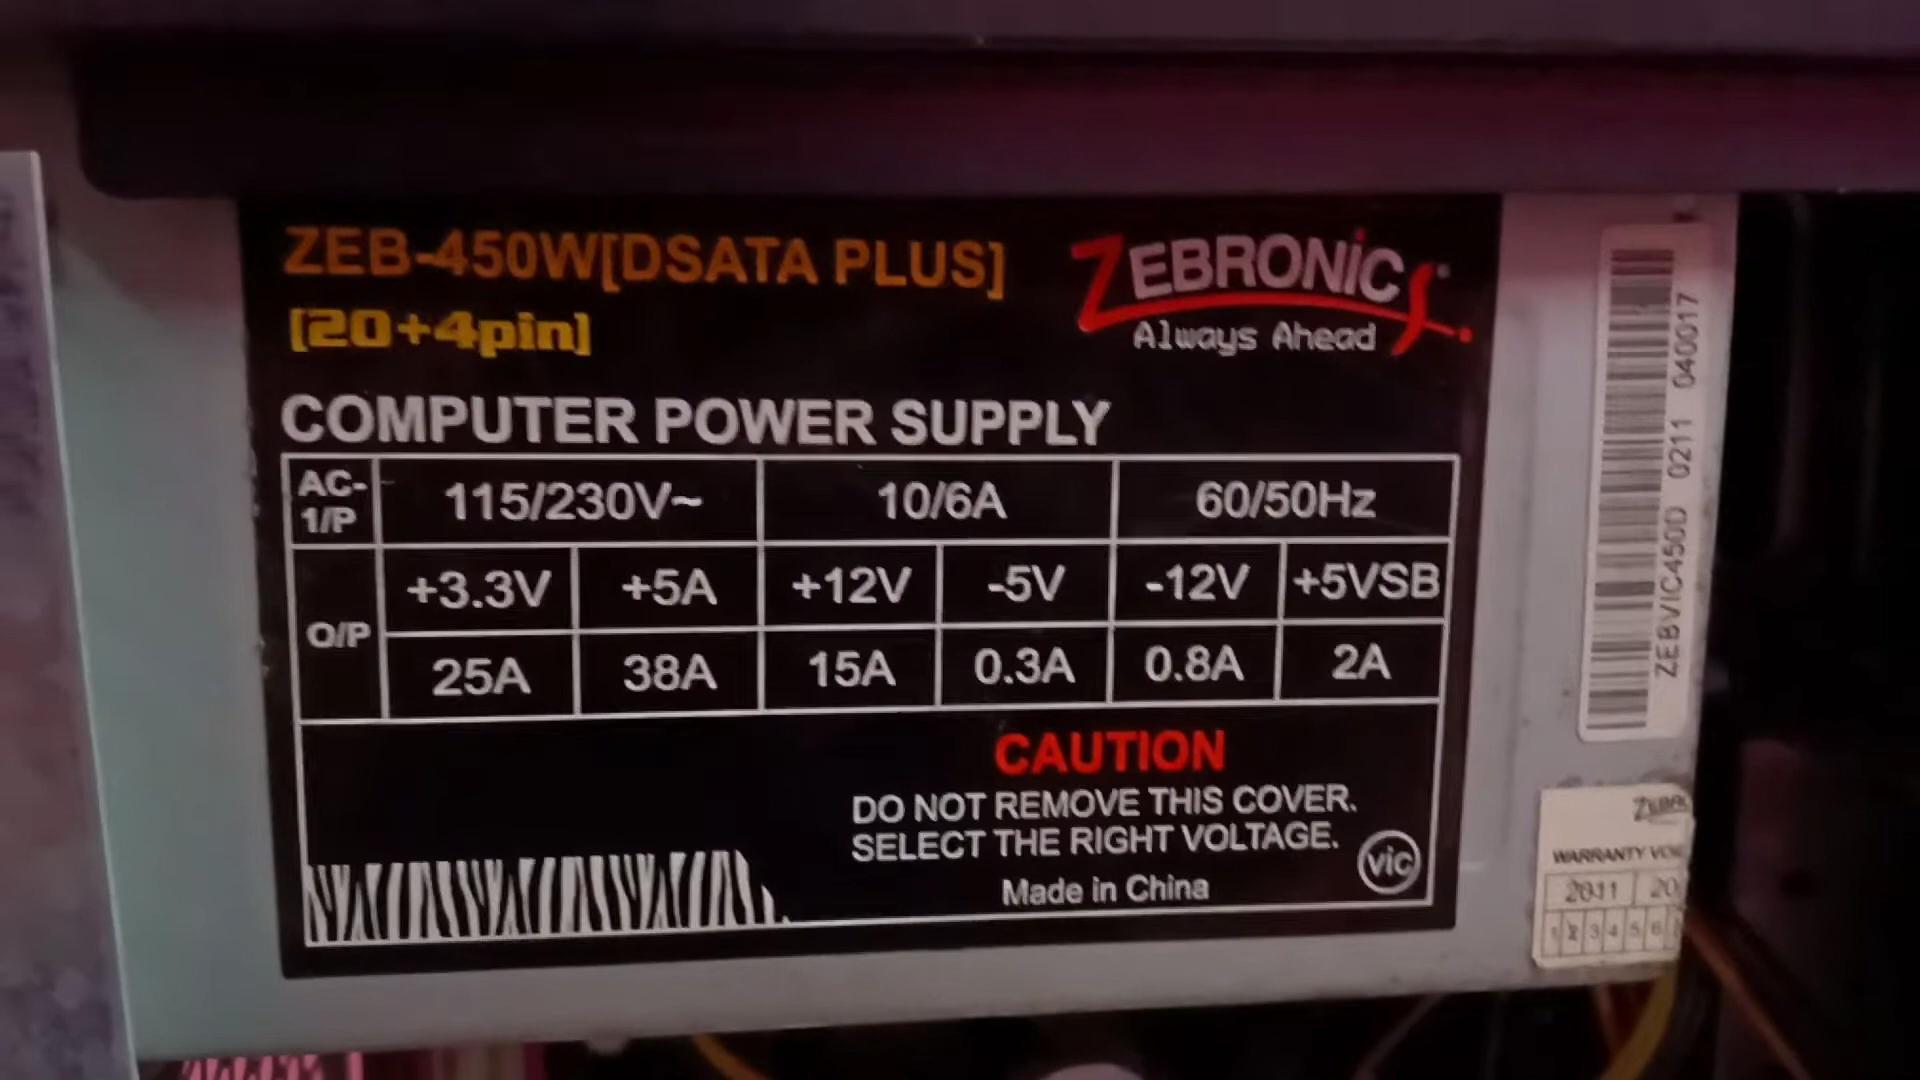 ZEB-450W[DSATA PLUS]
[20+4pin]
ZEBRONICS
Always Ahead
COMPUTER POWER SUPPLY
AC-1/P 115/230V~ 10/6A 60/50Hz
O/P +3.3V +5A +12V -5V -12V +5VSB
25A 38A 15A 0.3A 0.8A 2A
CAUTION
DO NOT REMOVE THIS COVER.
SELECT THE RIGHT VOLTAGE.
vic
Made in China
ZEBVIC450D 0211 040017
WARRANTY
2011 20
1 2 3 4 5 6